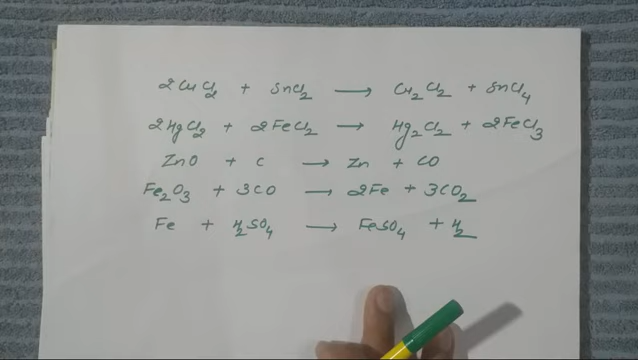 2CuCl₂ + SnCl₂ → Cu₂Cl₂ + SnCl₄
2HgCl₂ + 2FeCl₂ → Hg₂Cl₂ + 2FeCl₃
ZnO + C → Zn + CO
Fe₂O₃ + 3CO → 2Fe + 3CO₂
Fe + H₂SO₄ → FeSO₄ + H₂